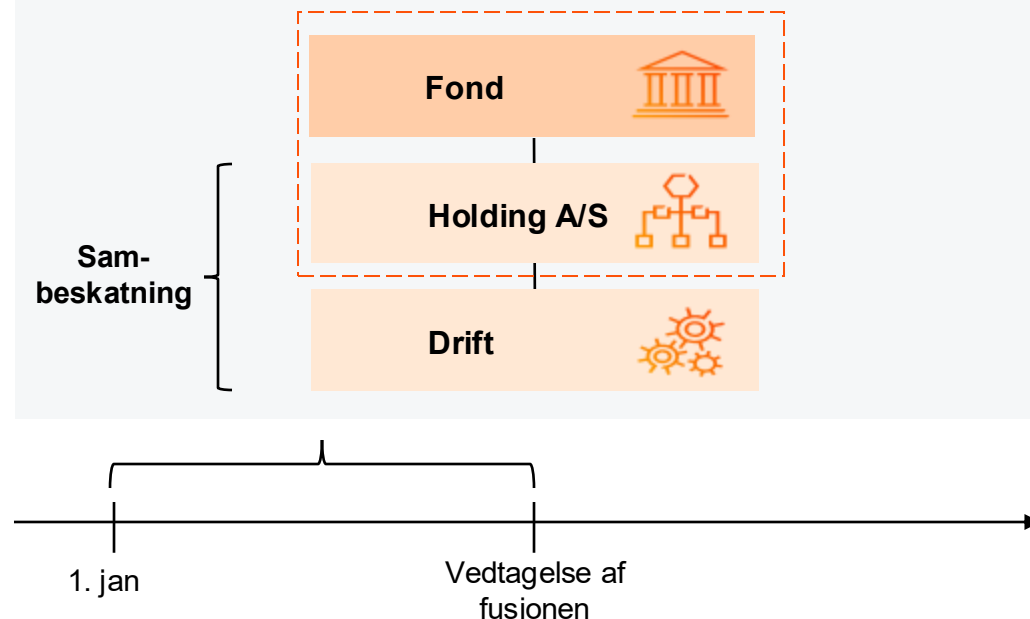 Fond
Holding A/S
Sam-
beskatning
Drift
1. jan
Vedtagelse af
fusionen